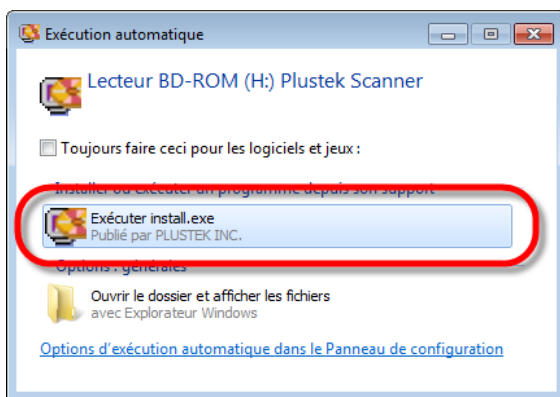 Exécution automatique
Lecteur BD-ROM (H:) Plustek Scanner
Toujours faire ceci pour les logiciels et jeux :
Installer ou exécuter un programme depuis son support
Exécuter install.exe
Publié par PLUSTEK INC.
Options : générales
Ouvrir le dossier et afficher les fichiers
avec Explorateur Windows
Options d'exécution automatique dans le Panneau de configuration